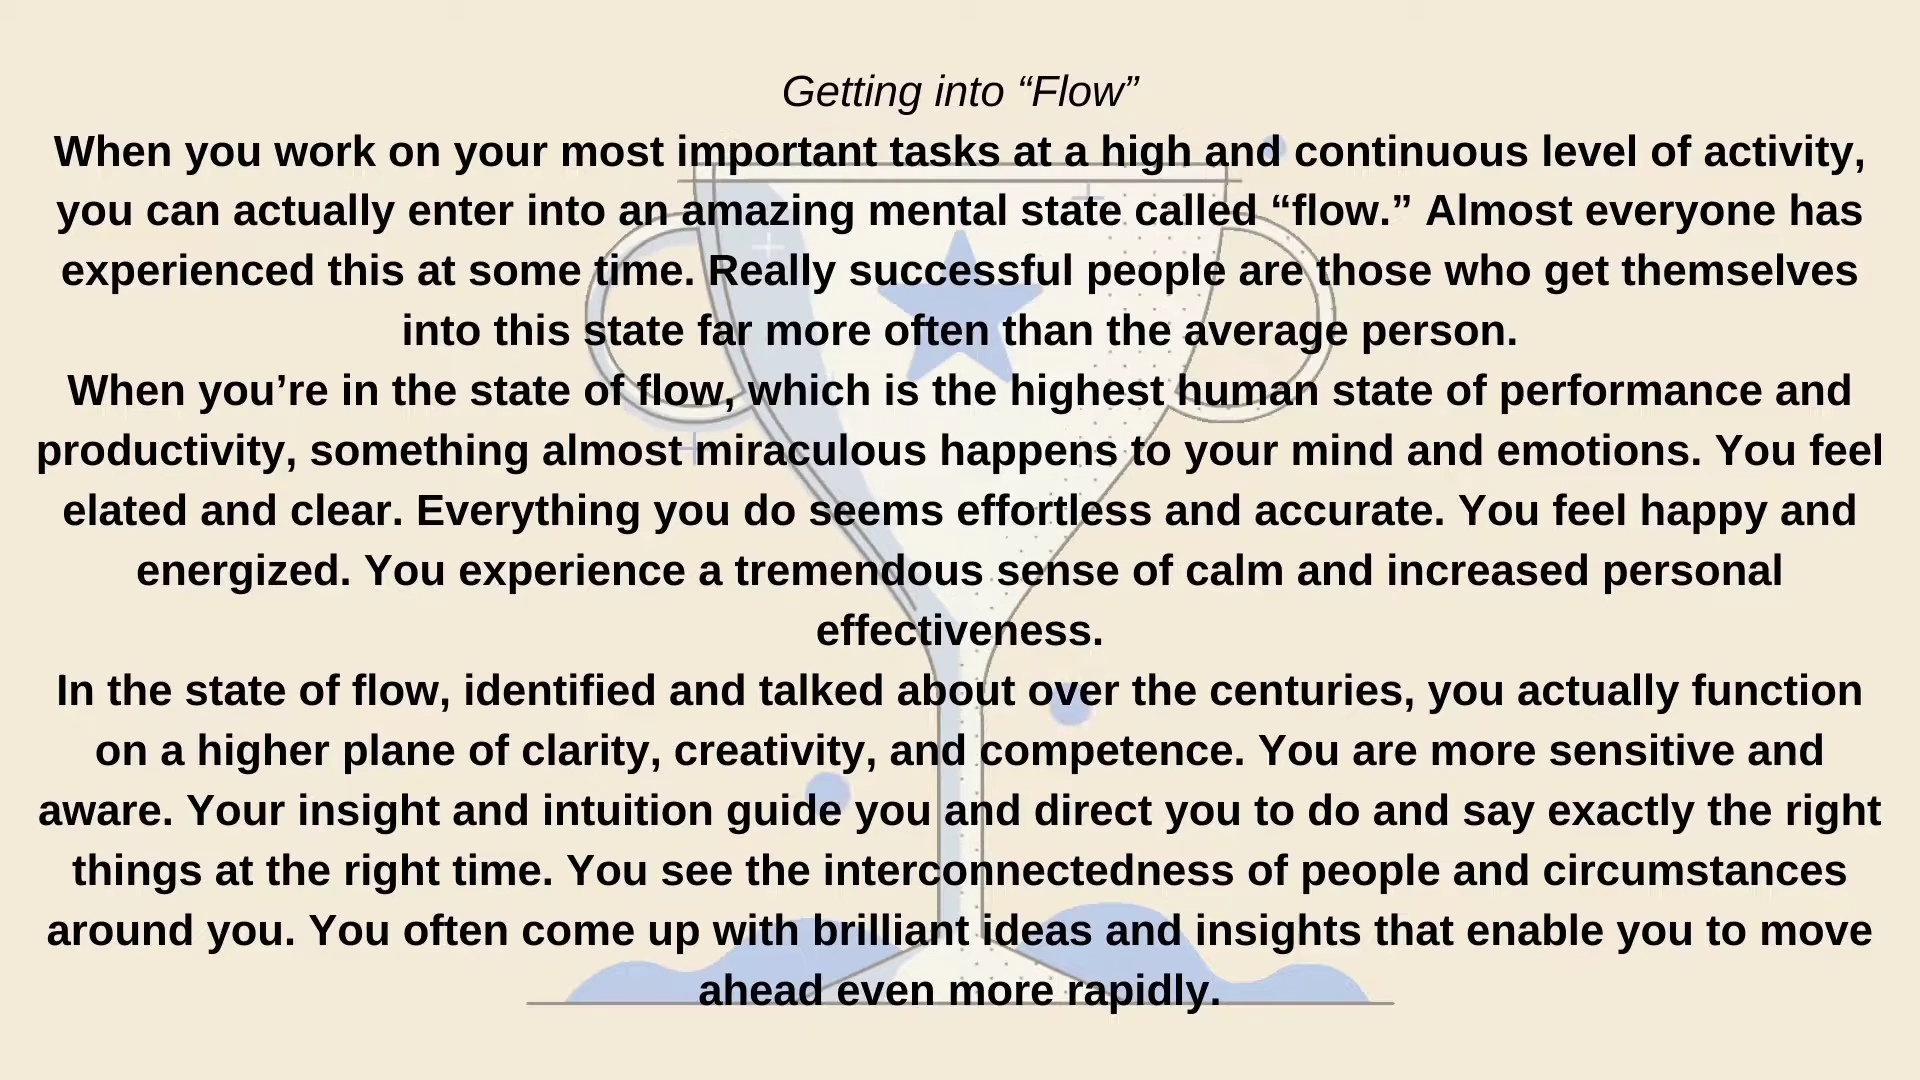 Getting into “Flow”
When you work on your most important tasks at a high and continuous level of activity,
you can actually enter into an amazing mental state called “flow.” Almost everyone has
experienced this at some time. Really successful people are those who get themselves
into this state far more often than the average person.
When you’re in the state of flow, which is the highest human state of performance and
productivity, something almost miraculous happens to your mind and emotions. You feel
elated and clear. Everything you do seems effortless and accurate. You feel happy and
energized. You experience a tremendous sense of calm and increased personal
effectiveness.
In the state of flow, identified and talked about over the centuries, you actually function
on a higher plane of clarity, creativity, and competence. You are more sensitive and
aware. Your insight and intuition guide you and direct you to do and say exactly the right
things at the right time. You see the interconnectedness of people and circumstances
around you. You often come up with brilliant ideas and insights that enable you to move
ahead even more rapidly.